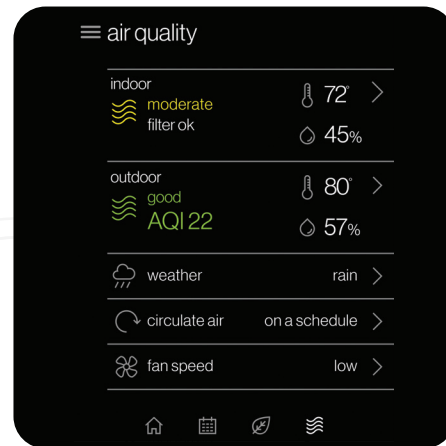 air quality
indoor
moderate
filter ok
72°
45%
outdoor
good
AQI 22
80°
57%
weather rain
circulate air on a schedule
fan speed low